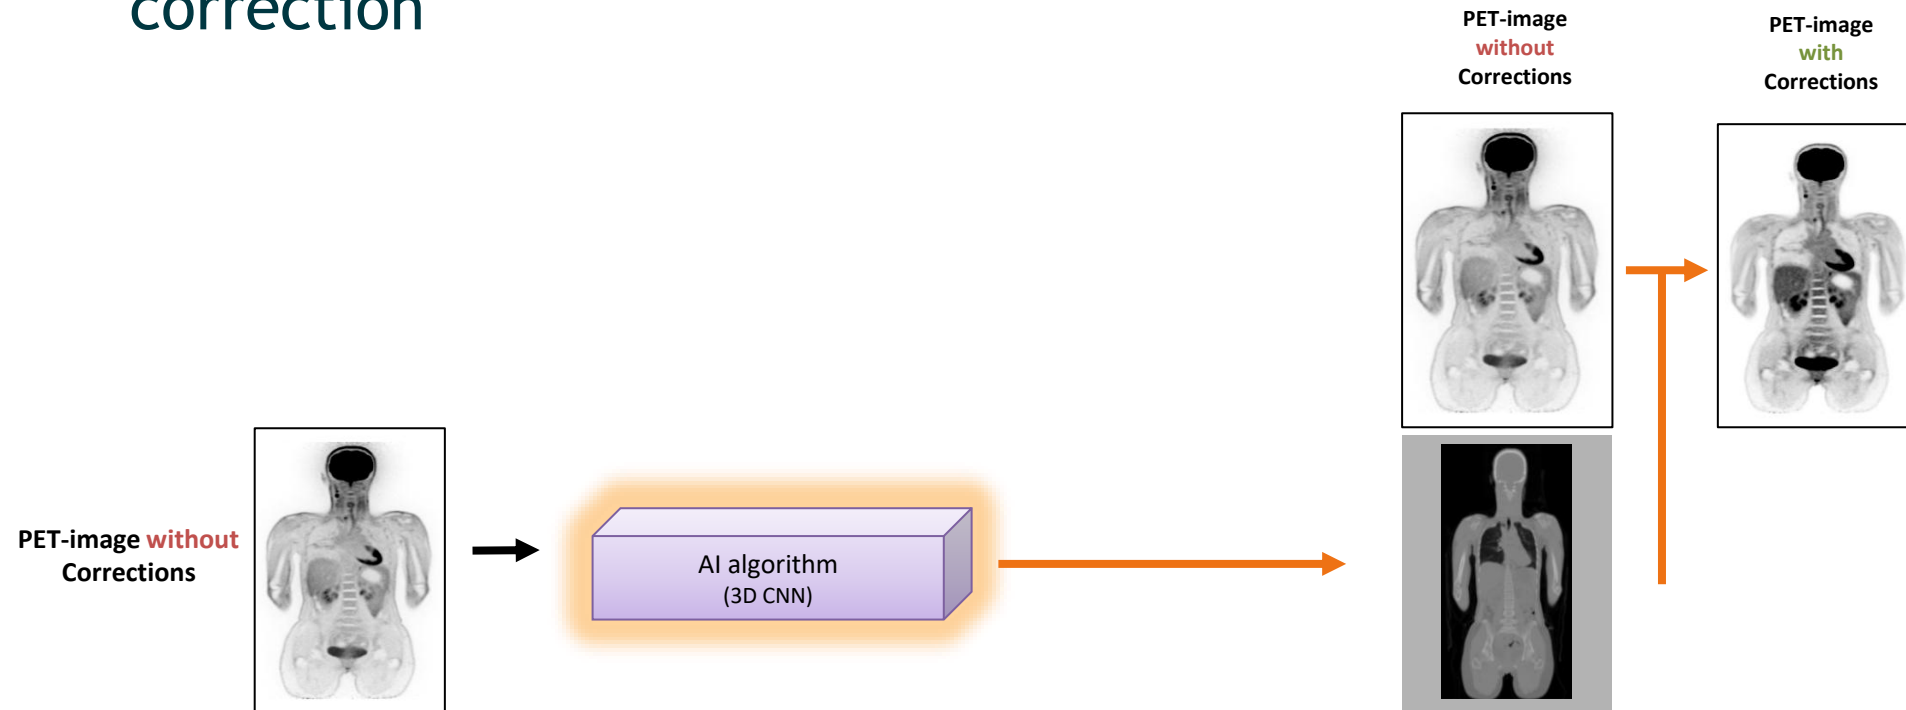 correction
PET-image
without
Corrections
PET-image
with
Corrections
PET-image without
Corrections
AI algorithm
(3D CNN)